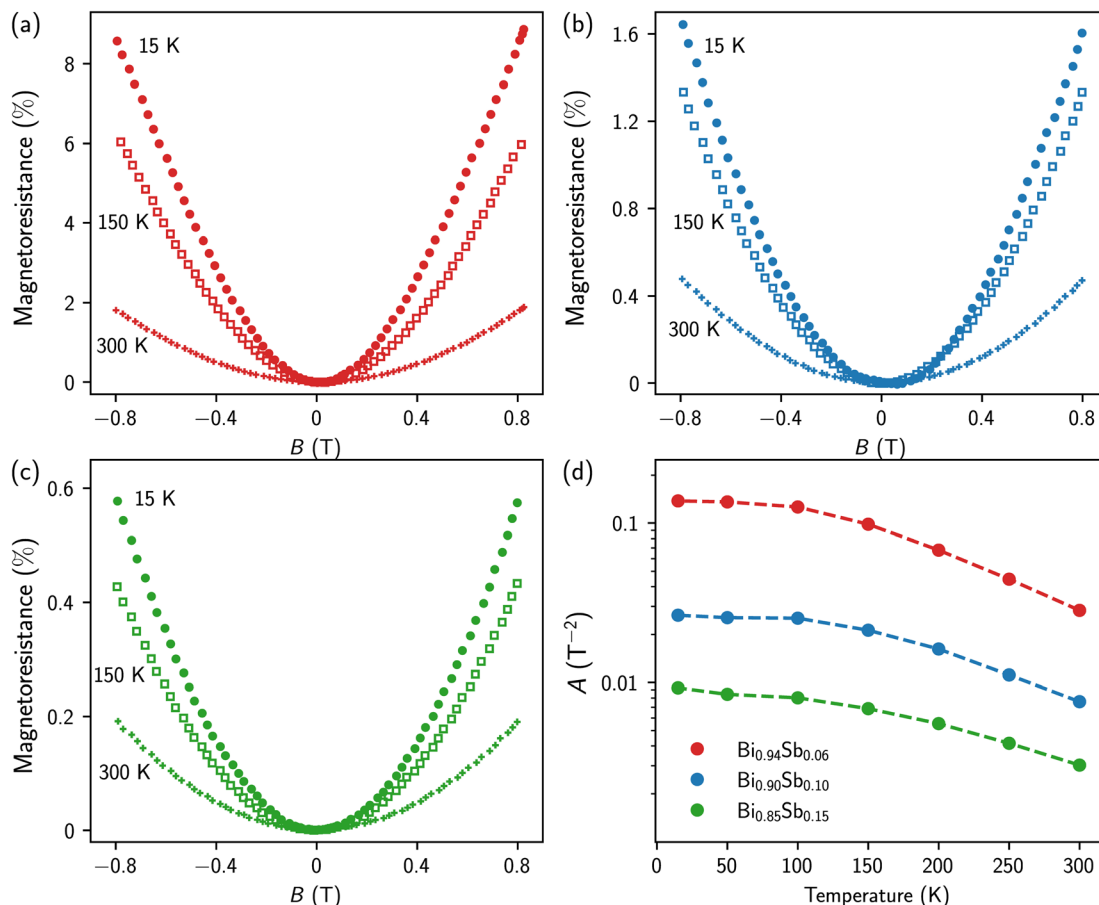 (a)
15 K
150 K
300 K
Magnetoresistance (%)
8
6
4
2
0
−0.8
−0.4
0
0.4
0.8
B (T)
(b)
15 K
150 K
300 K
Magnetoresistance (%)
1.6
1.2
0.8
0.4
0
−0.8
−0.4
0
0.4
0.8
B (T)
(c)
15 K
150 K
300 K
Magnetoresistance (%)
0.6
0.4
0.2
0
−0.8
−0.4
0
0.4
0.8
B (T)
(d)
A (T⁻²)
0.1
0.01
Bi₀.₉₄Sb₀.₀₆
Bi₀.₉₀Sb₀.₁₀
Bi₀.₈₅Sb₀.₁₅
0
50
100
150
200
250
300
Temperature (K)